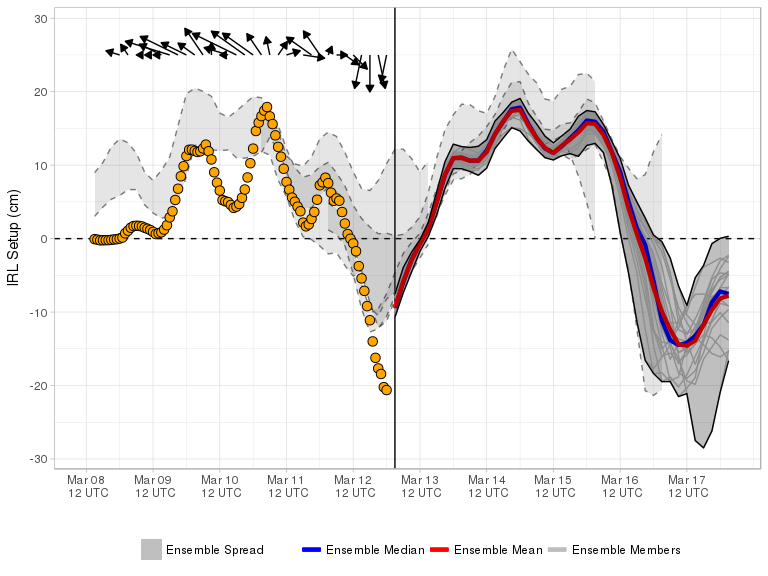 30
20
10
0
-10
-20
-30
IRL Setup (cm)
Mar 08 Mar 09 Mar 10 Mar 11 Mar 12 Mar 13 Mar 14 Mar 15 Mar 16 Mar 17
12 UTC 12 UTC 12 UTC 12 UTC 12 UTC 12 UTC 12 UTC 12 UTC 12 UTC 12 UTC
Ensemble Spread Ensemble Median Ensemble Mean Ensemble Members